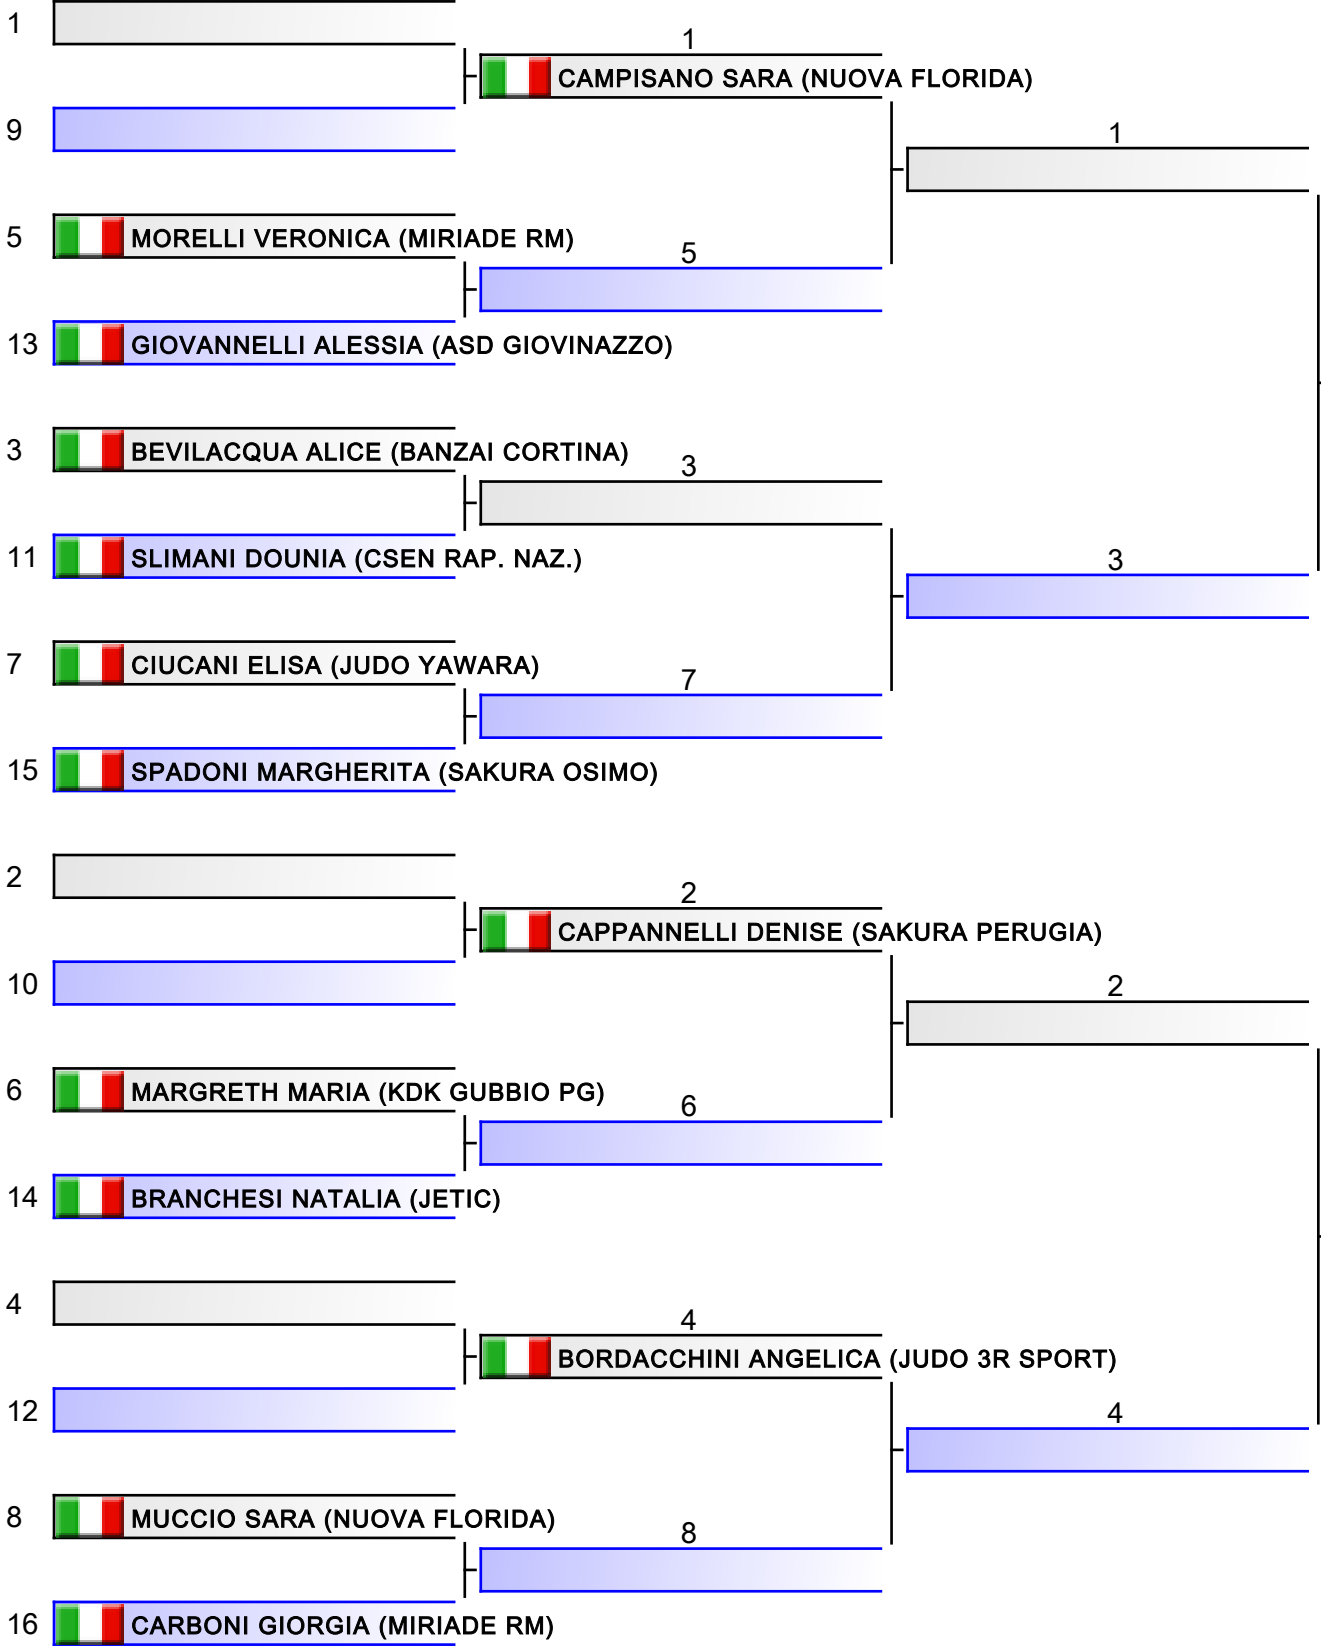 1
1
CAMPISANO SARA (NUOVA FLORIDA)
9
1
5
MORELLI VERONICA (MIRIADE RM)
5
13
GIOVANNELLI ALESSIA (ASD GIOVINAZZO)
3
BEVILACQUA ALICE (BANZAI CORTINA)
3
11
SLIMANI DOUNIA (CSEN RAP. NAZ.)
3
7
CIUCANI ELISA (JUDO YAWARA)
7
15
SPADONI MARGHERITA (SAKURA OSIMO)
2
2
CAPPANNELLI DENISE (SAKURA PERUGIA)
10
2
6
MARGRETH MARIA (KDK GUBBIO PG)
6
14
BRANCHESI NATALIA (JETIC)
4
4
BORDACCHINI ANGELICA (JUDO 3R SPORT)
12
4
8
MUCCIO SARA (NUOVA FLORIDA)
8
16
CARBONI GIORGIA (MIRIADE RM)